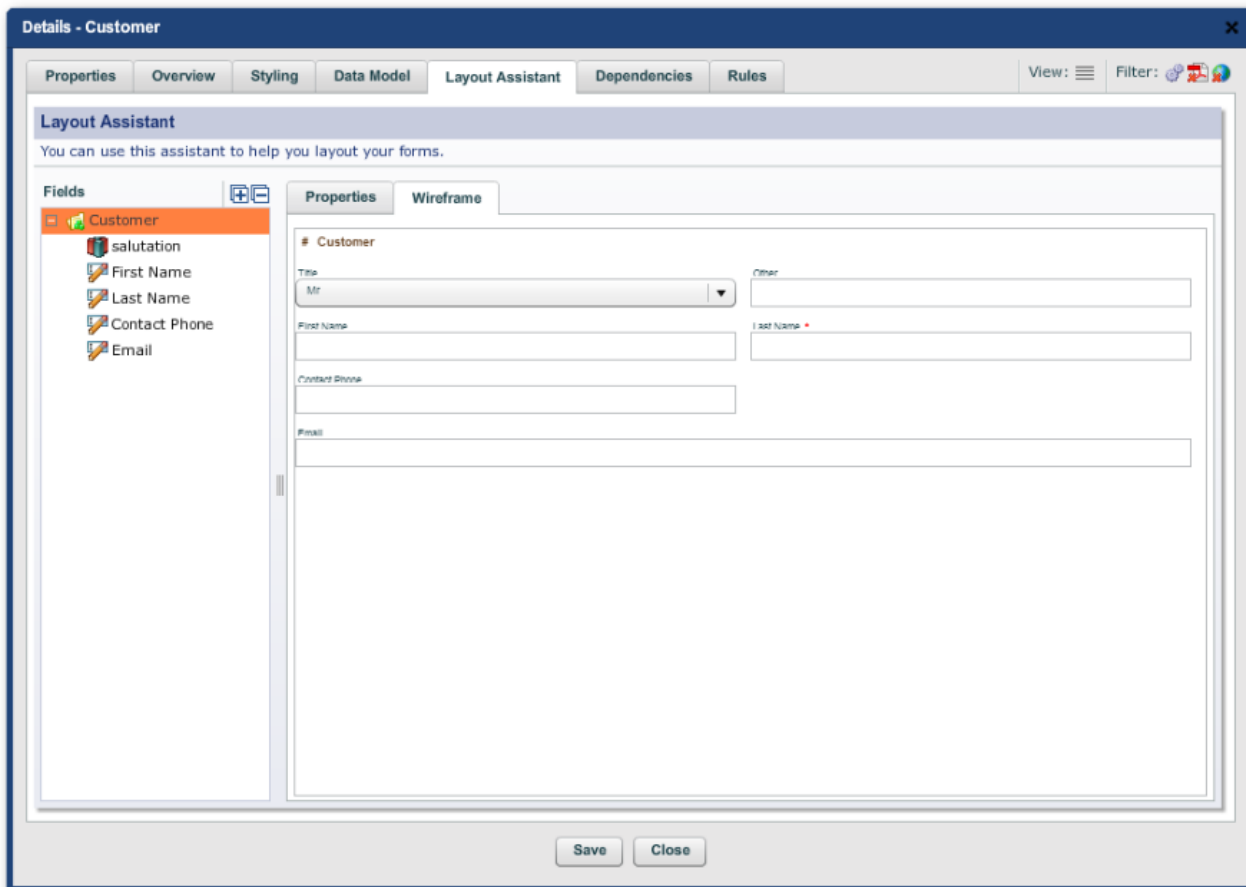 Details - Customer
Properties Overview Styling Data Model Layout Assistant Dependencies Rules View: Filter:
Layout Assistant
You can use this assistant to help you layout your forms.
Fields Properties Wireframe
Customer
salutation
First Name
Last Name
Contact Phone
Email
# Customer
Title Other
Mr
First Name Last Name *
Contact Phone
Email
Save Close